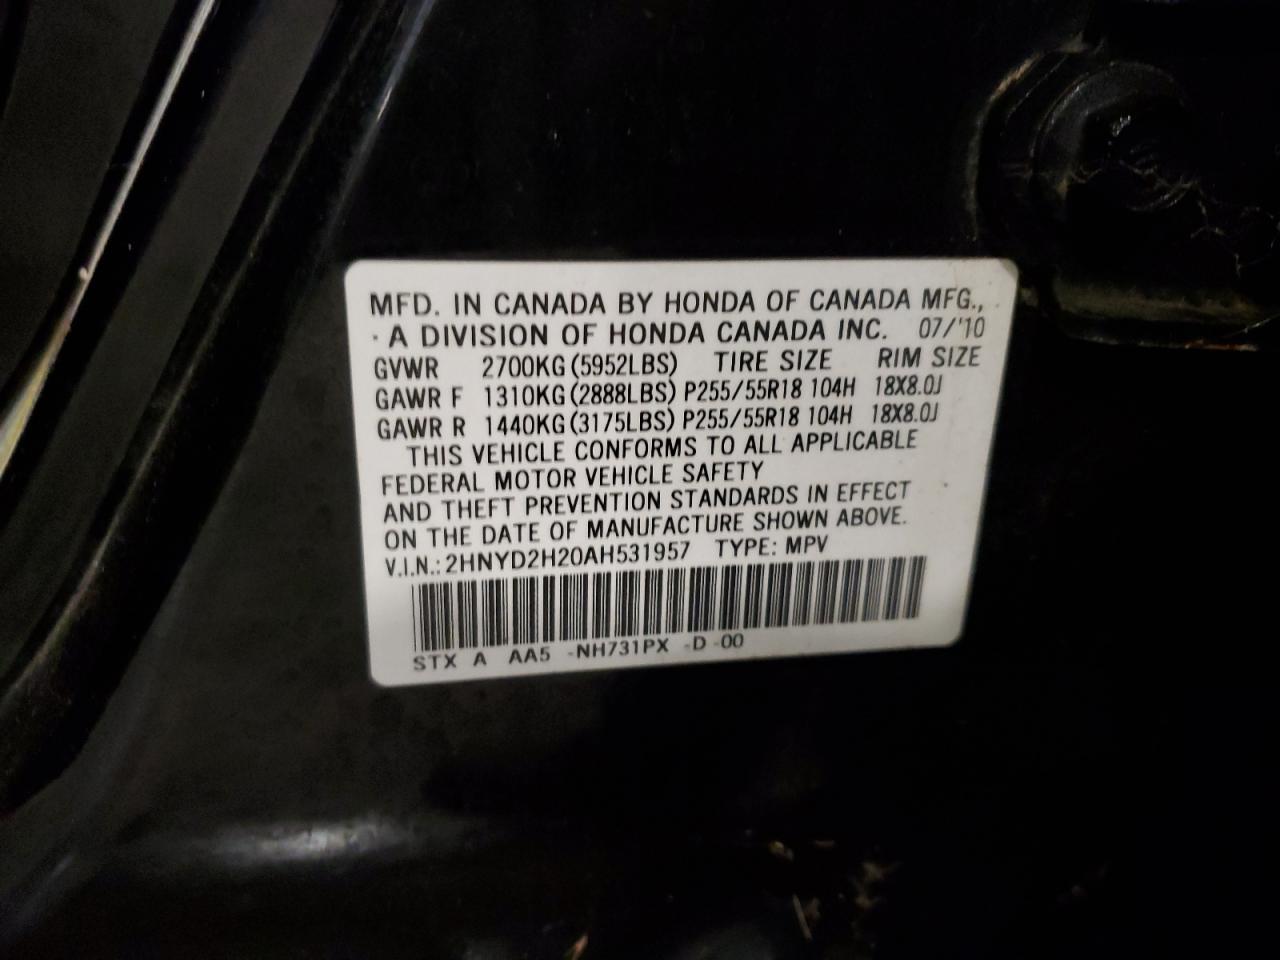 MFD. IN CANADA BY HONDA OF CANADA MFG.,
A DIVISION OF HONDA CANADA INC. 07/'10
GVWR 2700KG (5952LBS) TIRE SIZE RIM SIZE
GAWR F 1310KG (2888LBS) P255/55R18 104H 18X8.0J
GAWR R 1440KG (3175LBS) P255/55R18 104H 18X8.0J
THIS VEHICLE CONFORMS TO ALL APPLICABLE
FEDERAL MOTOR VEHICLE SAFETY
AND THEFT PREVENTION STANDARDS IN EFFECT
ON THE DATE OF MANUFACTURE SHOWN ABOVE.
V.I.N.: 2HNYD2H20AH531957 TYPE: MPV
STX A AA5 -NH731PX -D -00